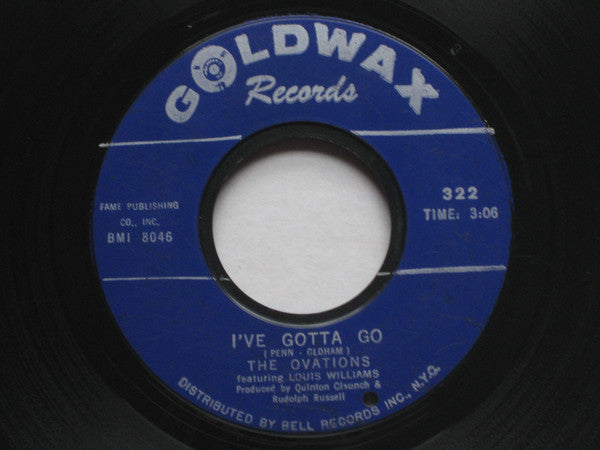 GOLDWAX
Records
FAME PUBLISHING
CO., INC.
BMI 8046
322
TIME: 3:06
I'VE GOTTA GO
(PENN - OLDHAM)
THE OVATIONS
featuring LOUIS WILLIAMS
Produced by Quinton Claunch &
Rudolph Russell
DISTRIBUTED BY BELL RECORDS INC., N.Y.C.